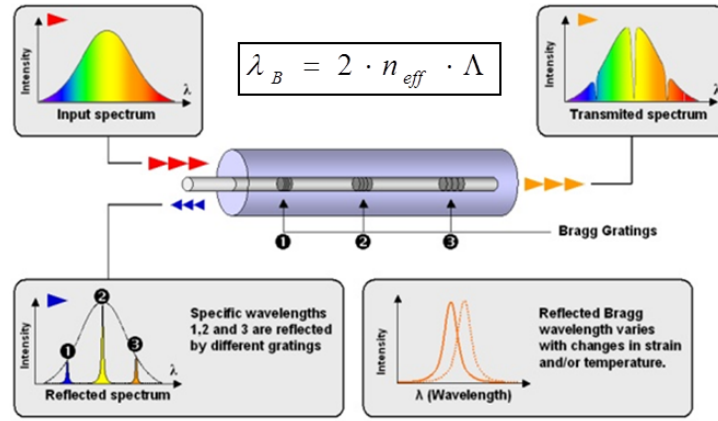 Intensity
λ
Input spectrum
λ_B = 2 · n_eff · Λ
Intensity
λ
Transmited spectrum
1 2 3
Bragg Gratings
Intensity
1
2
3
λ
Reflected spectrum
Specific wavelengths
1,2 and 3 are reflected
by different gratings
Intensity
λ (Wavelength)
Reflected Bragg
wavelength varies
with changes in strain
and/or temperature.